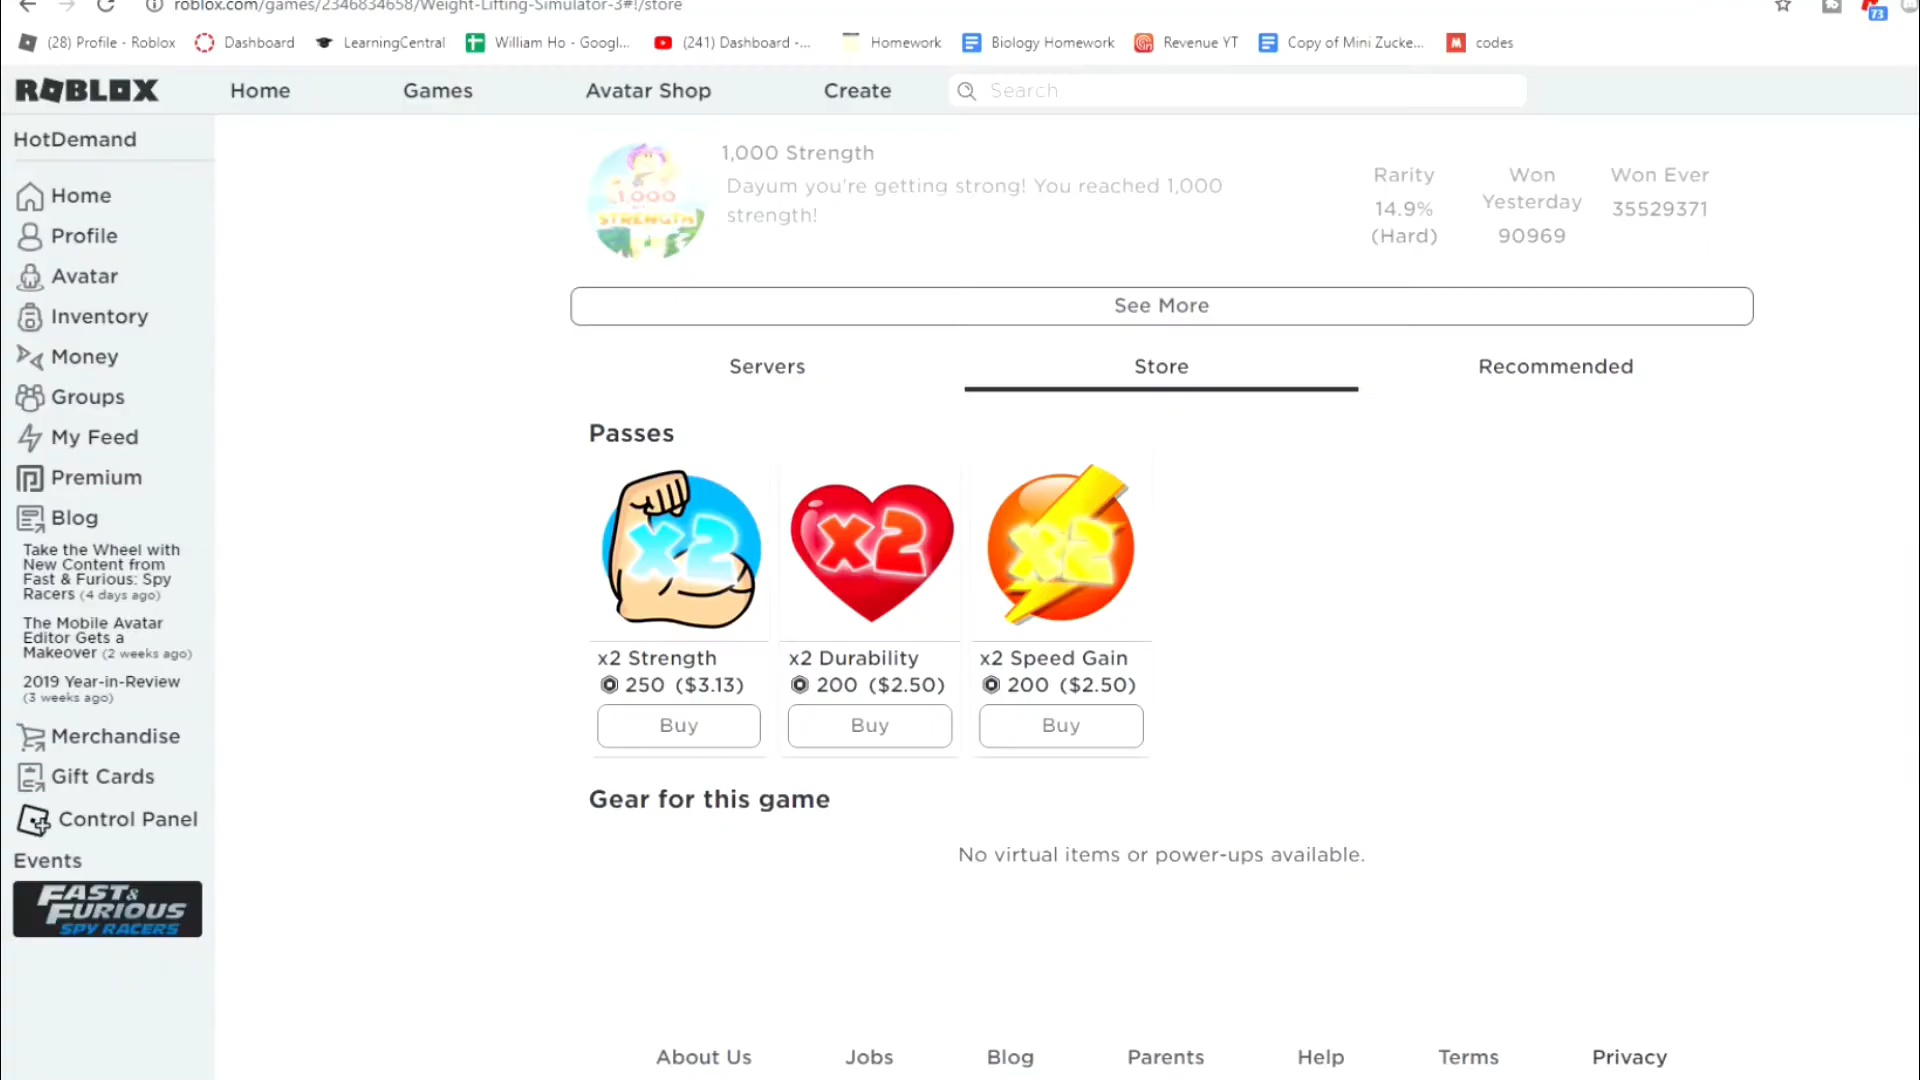 roblox.com/games/2346834658/Weight-Lifting-Simulator-3#!/store
73
(28) Profile - Roblox Dashboard LearningCentral William Ho - Googl... (241) Dashboard -... Homework Biology Homework Revenue YT Copy of Mini Zucke... codes
ROBLOX Home Games Avatar Shop Create Search
HotDemand
Home
Profile
Avatar
Inventory
Money
Groups
My Feed
Premium
Blog
Take the Wheel with
New Content from
Fast & Furious: Spy
Racers (4 days ago)
The Mobile Avatar
Editor Gets a
Makeover (2 weeks ago)
2019 Year-in-Review
(3 weeks ago)
Merchandise
Gift Cards
Control Panel
Events
FAST &
FURIOUS
SPY RACERS
1,000
STRENGTH
1,000 Strength
Dayum you're getting strong! You reached 1,000
strength!
Rarity
14.9%
(Hard)
Won
Yesterday
90969
Won Ever
35529371
See More
Servers Store Recommended
Passes
x2 x2 x2
x2 Strength
250 ($3.13)
Buy
x2 Durability
200 ($2.50)
Buy
x2 Speed Gain
200 ($2.50)
Buy
Gear for this game
No virtual items or power-ups available.
About Us Jobs Blog Parents Help Terms Privacy